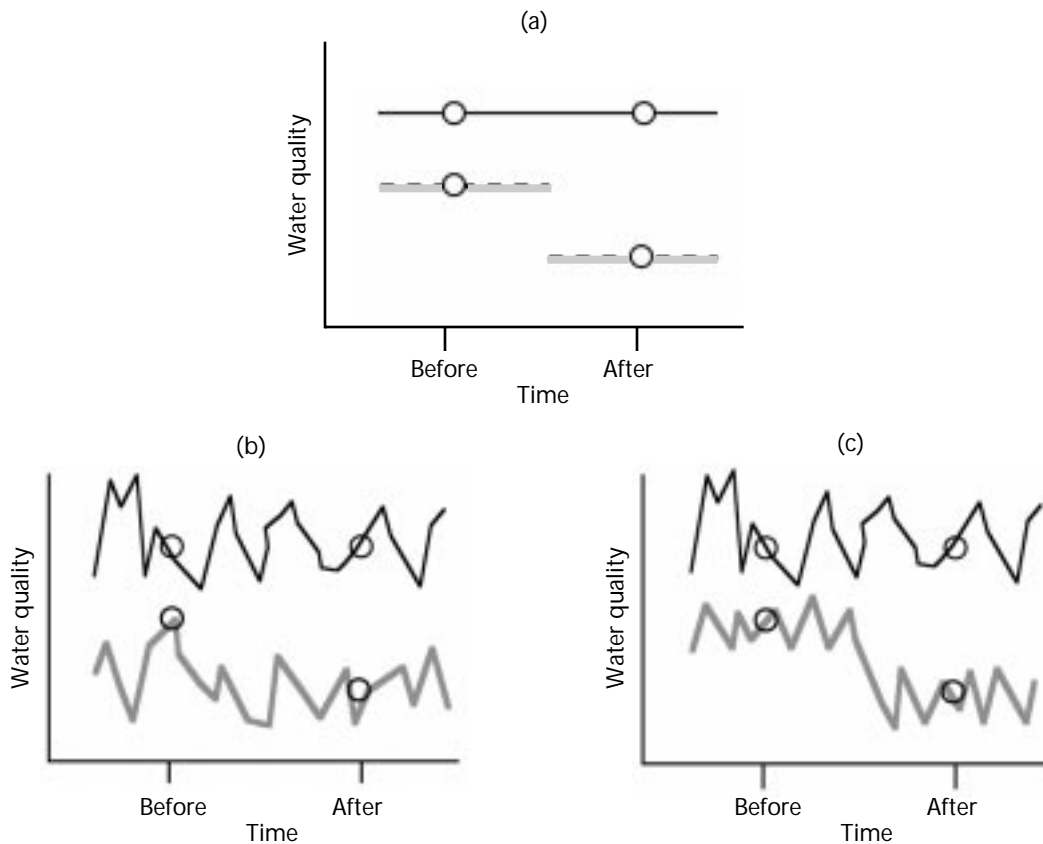 (a)
Water quality
Before
After
Time
(b)
Water quality
Before
After
Time
(c)
Water quality
Before
After
Time